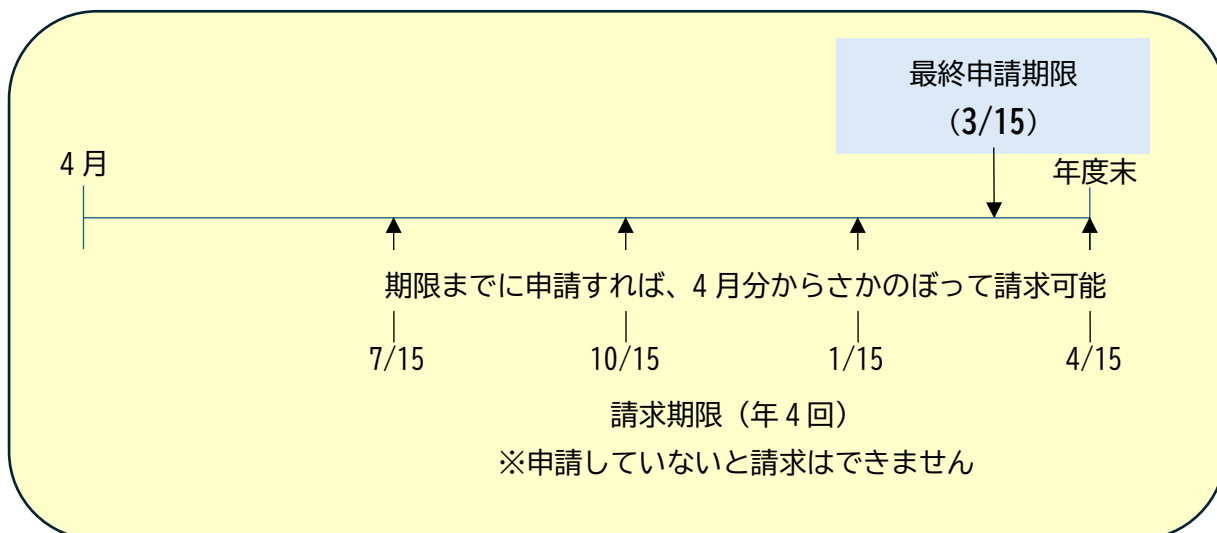 最終申請期限
(3/15)
4月
年度末
期限までに申請すれば、4月分からさかのぼって請求可能
7/15
10/15
1/15
4/15
請求期限（年4回）
※申請していないと請求はできません